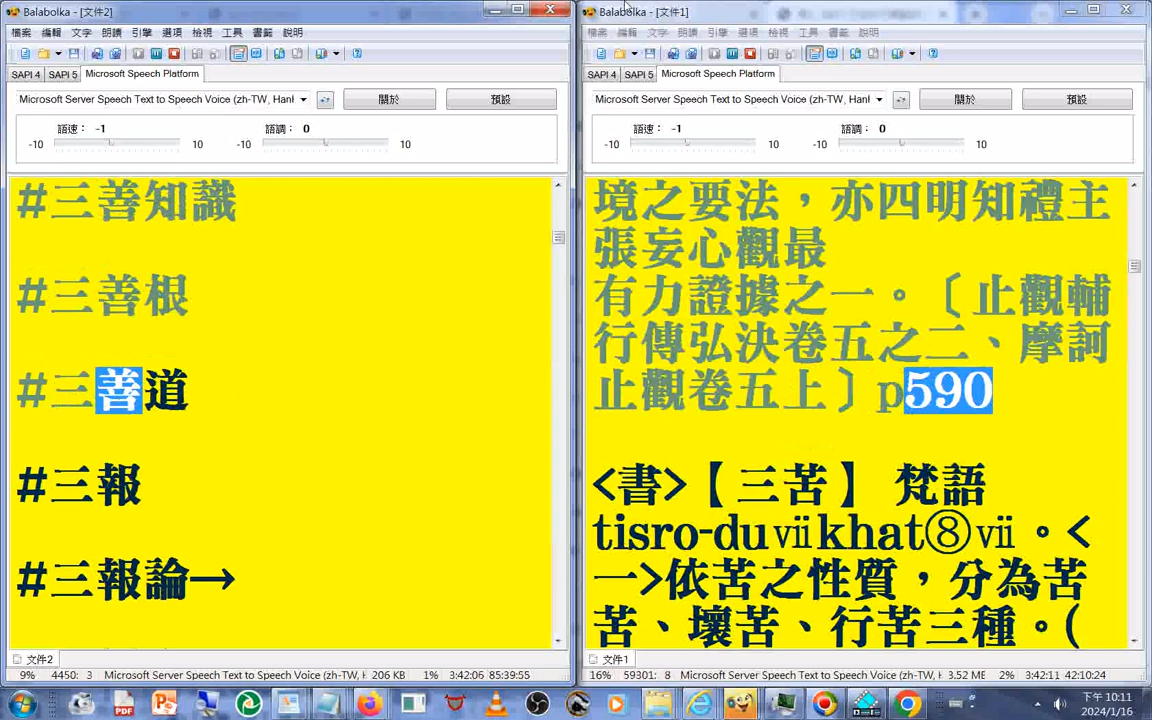 Balabolka - [文件2]
檔案 編輯 文字 朗讀 引擎 選項 檢視 工具 書籤 說明
SAPI 4 SAPI 5 Microsoft Speech Platform
Microsoft Server Speech Text to Speech Voice (zh-TW, Hanl
關於 預設
語速： -1 語調： 0
-10 10 -10 10
#三善知識
#三善根
#三善道
#三報
#三報論→
文件2
9% 4450: 3 Microsoft Server Speech Text to Speech Voice (zh-TW, H 206 KB 1% 3:42:06 85:39:55
Balabolka - [文件1]
檔案 編輯 文字 朗讀 引擎 選項 檢視 工具 書籤 說明
SAPI 4 SAPI 5 Microsoft Speech Platform
Microsoft Server Speech Text to Speech Voice (zh-TW, Hanl
關於 預設
語速： -1 語調： 0
-10 10 -10 10
境之要法，亦四明知禮主
張妄心觀最
有力證據之一。〔止觀輔
行傳弘決卷五之二、摩訶
止觀卷五上〕p590
<書>【三苦】 梵語
tisro-duⅶkhat⑧ⅶ。<
一>依苦之性質，分為苦
苦、壞苦、行苦三種。(
文件1
16% 59301: 8 Microsoft Server Speech Text to Speech Voice (zh-TW, H 3.52 MB 2% 3:42:11 42:10:24
下午 10:11
2024/1/16